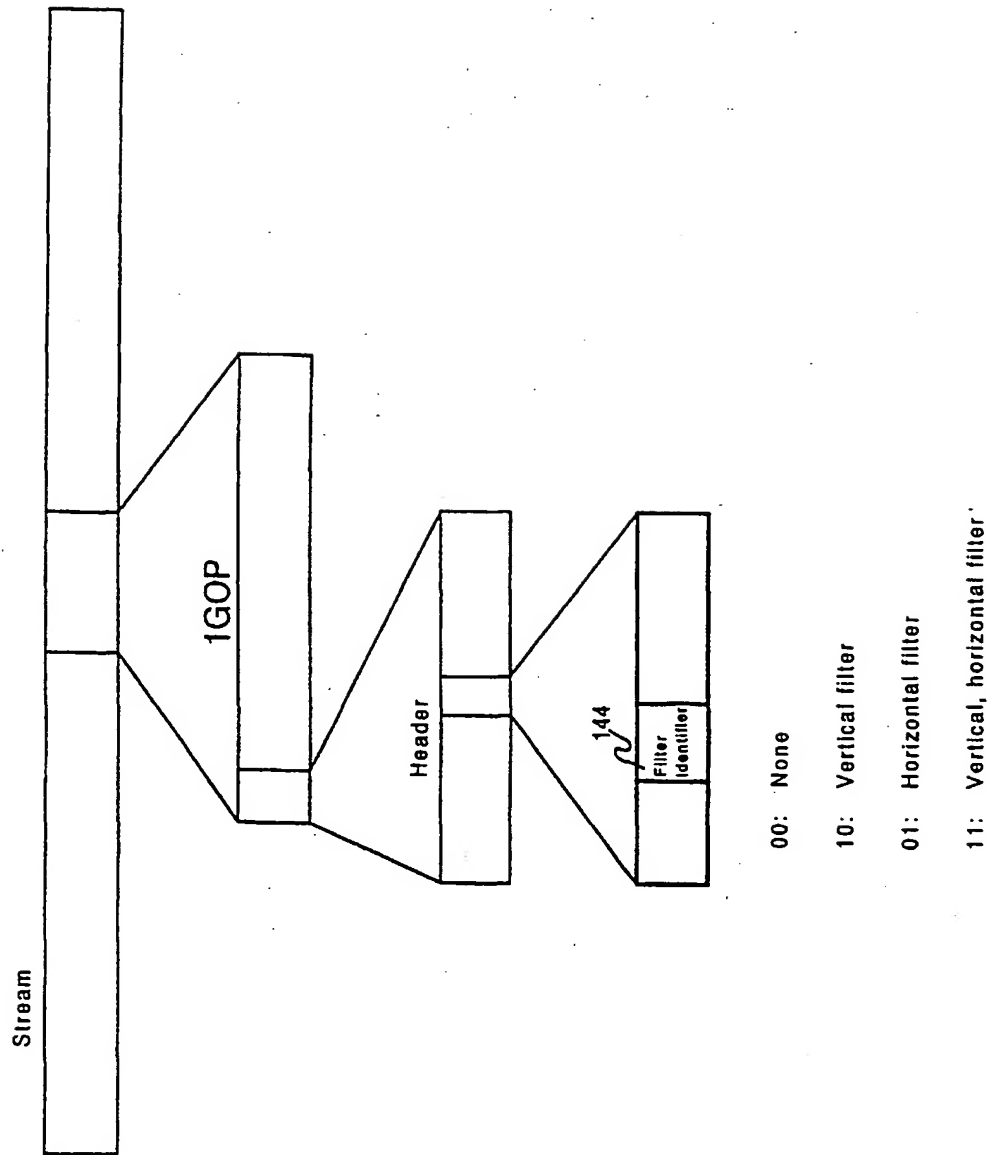 Stream
1GOP
Header
144
Filter
Identifier
00: None
10: Vertical filter
01: Horizontal filter
11: Vertical, horizontal filter